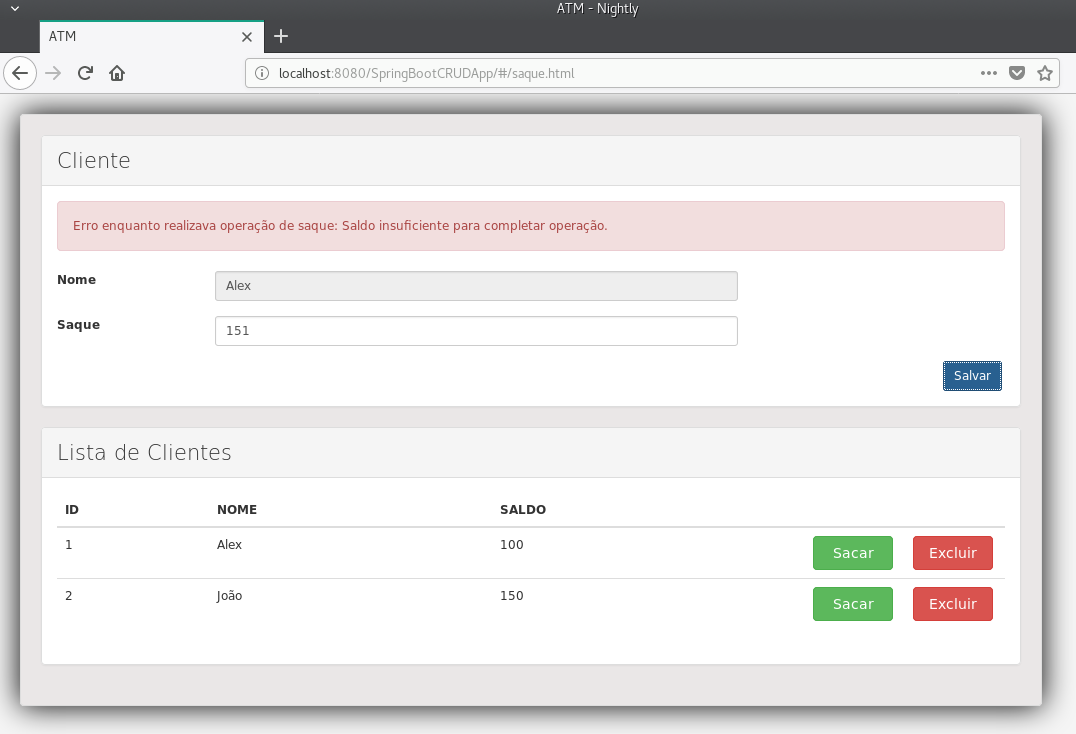 ATM - Nightly
ATM
localhost:8080/SpringBootCRUDApp/#/saque.html
Cliente
Erro enquanto realizava operação de saque: Saldo insuficiente para completar operação.
Nome Alex
Saque 151
Salvar
Lista de Clientes
ID NOME SALDO
1 Alex 100 Sacar Excluir
2 João 150 Sacar Excluir